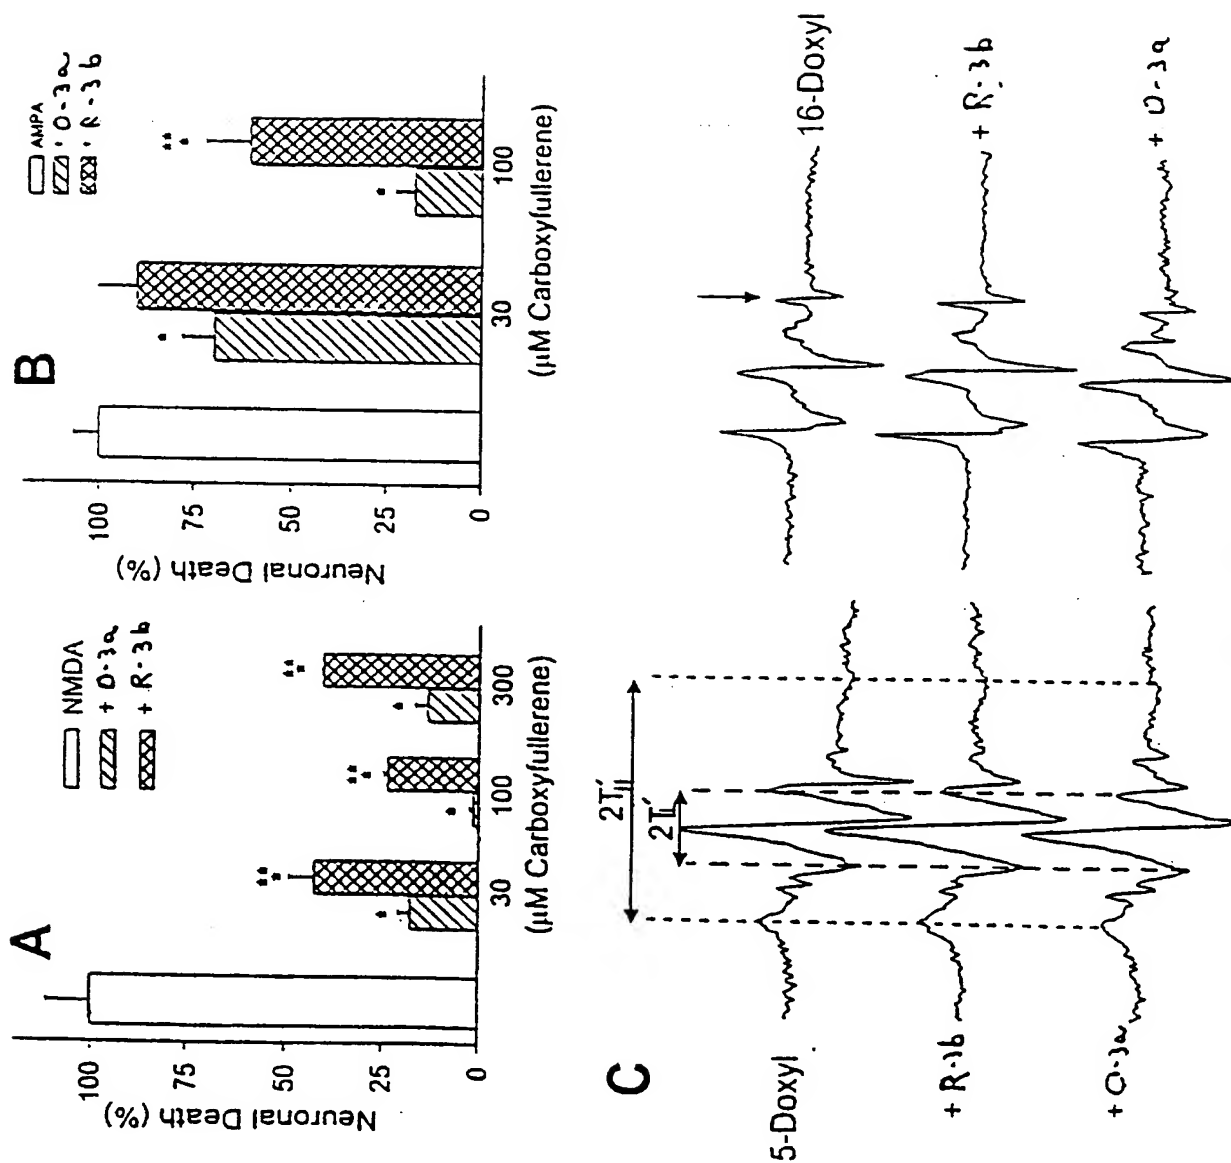 A
NMDA
+ D-3a
+ R-3b
100
75
50
25
0
Neuronal Death (%)
30
100
300
(μM Carboxyfullerene)
* ** *
* ** *
* ** *
B
AMPA
' D-3a
' R-3b
100
75
50
25
0
Neuronal Death (%)
30
100
(μM Carboxyfullerene)
*
* ** *
C
2T∥′
2T⊥′
5-Doxyl
+ R-3b
+ D-3a
16-Doxyl
+ R-3b
+ D-3a